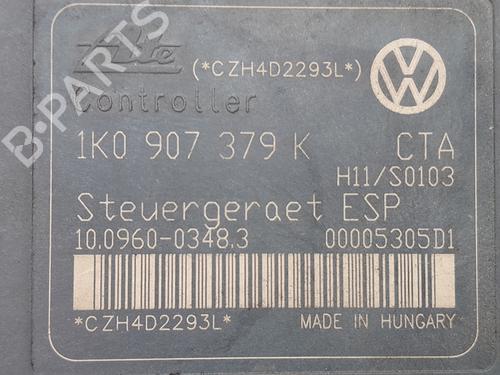 Ate (*CZH4D2293L*)
Controller
1K0 907 379 K CTA
H11/S0103
Steuergeraet ESP
10.0960-0348.3 00005305D1
*CZH4D2293L* MADE IN HUNGARY
B-PARTS